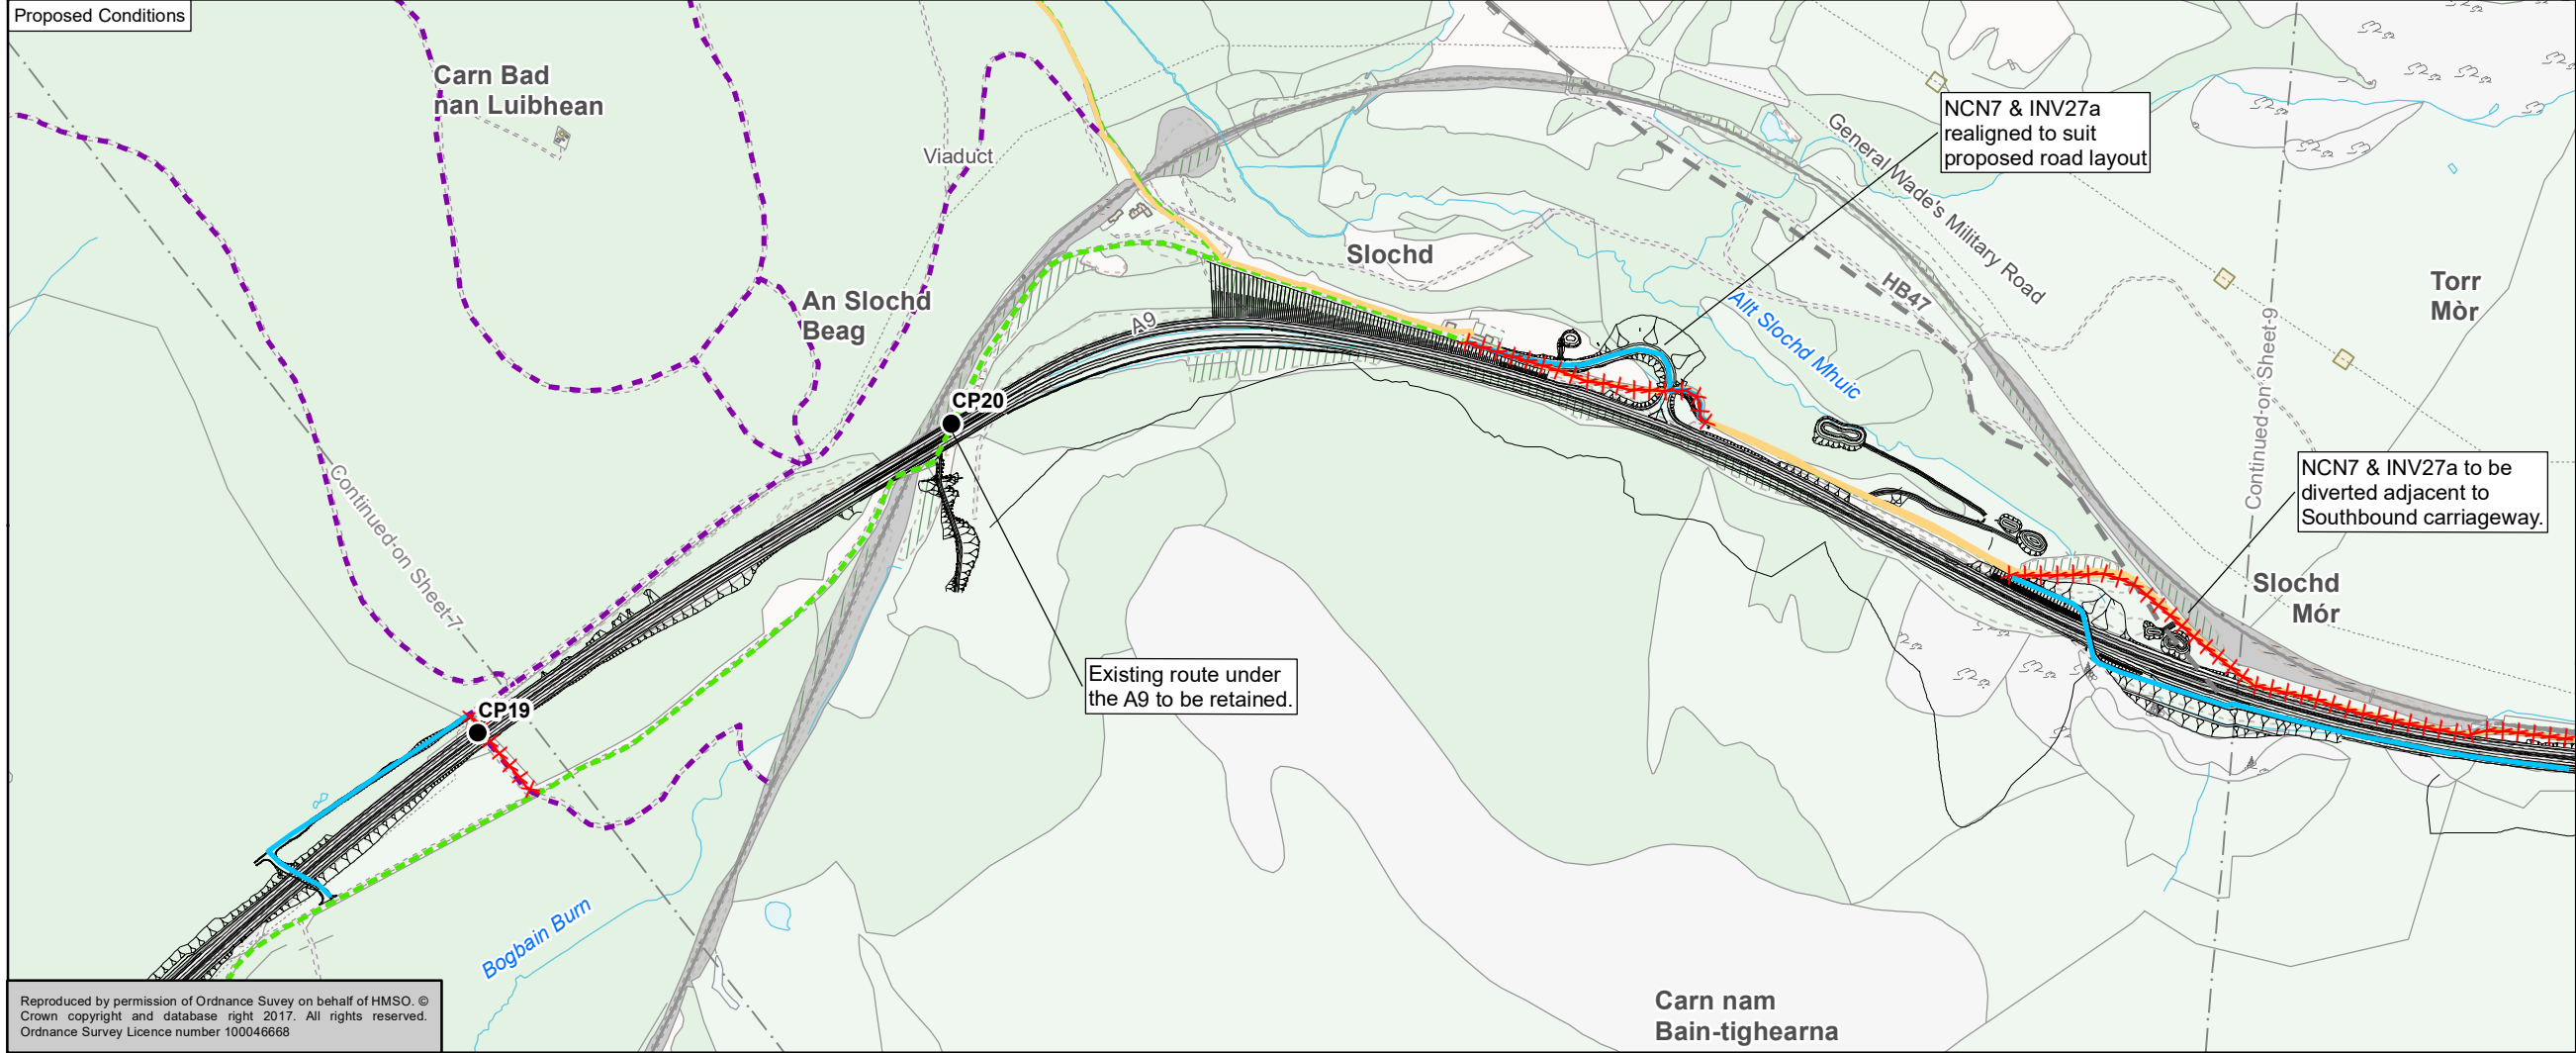 Proposed Conditions
Carn Bad
nan Luibhean
Viaduct
NCN7 & INV27a
realigned to suit
proposed road layout
General Wade's Military Road
Slochd
HB47
Torr
Mòr
An Slochd
Beag
A9
Allt Slochd Mhuic
Continued on Sheet 9
CP20
NCN7 & INV27a to be
diverted adjacent to
Southbound carriageway.
Continued on Sheet 7
Slochd
Mór
Existing route under
the A9 to be retained.
CP19
Bogbain Burn
Carn nam
Bain-tighearna
Reproduced by permission of Ordnance Suvey on behalf of HMSO. ©
Crown copyright and database right 2017. All rights reserved.
Ordnance Survey Licence number 100046668